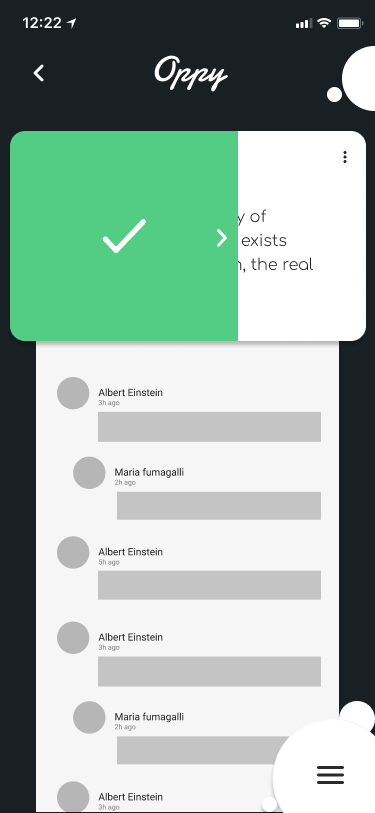 12:22
Oppy
y of
exists
, the real
Albert Einstein
3h ago
Maria fumagalli
2h ago
Albert Einstein
5h ago
Albert Einstein
3h ago
Maria fumagalli
2h ago
Albert Einstein
3h ago